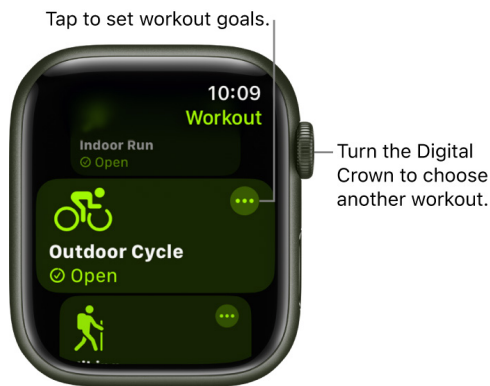 Tap to set workout goals.
10:09
Workout
Indoor Run
Open
Outdoor Cycle
Open
Turn the Digital
Crown to choose
another workout.